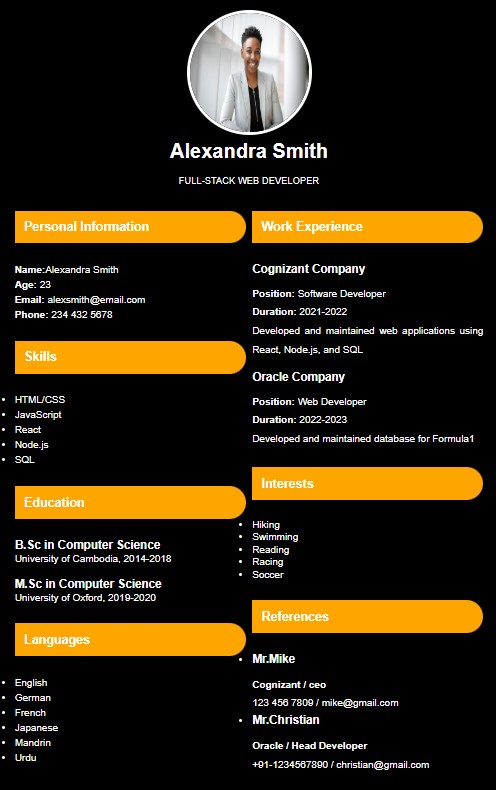 Alexandra Smith
FULL-STACK WEB DEVELOPER
Personal Information
Name:Alexandra Smith
Age: 23
Email: alexsmith@email.com
Phone: 234 432 5678
Skills
HTML/CSS
JavaScript
React
Node.js
SQL
Education
B.Sc in Computer Science
University of Cambodia, 2014-2018
M.Sc in Computer Science
University of Oxford, 2019-2020
Languages
English
German
French
Japanese
Mandrin
Urdu
Work Experience
Cognizant Company
Position: Software Developer
Duration: 2021-2022
Developed and maintained web applications using
React, Node.js, and SQL
Oracle Company
Position: Web Developer
Duration: 2022-2023
Developed and maintained database for Formula1
Interests
Hiking
Swimming
Reading
Racing
Soccer
References
Mr.Mike
Cognizant / ceo
123 456 7809 / mike@gmail.com
Mr.Christian
Oracle / Head Developer
+91-1234567890 / christian@gmail.com